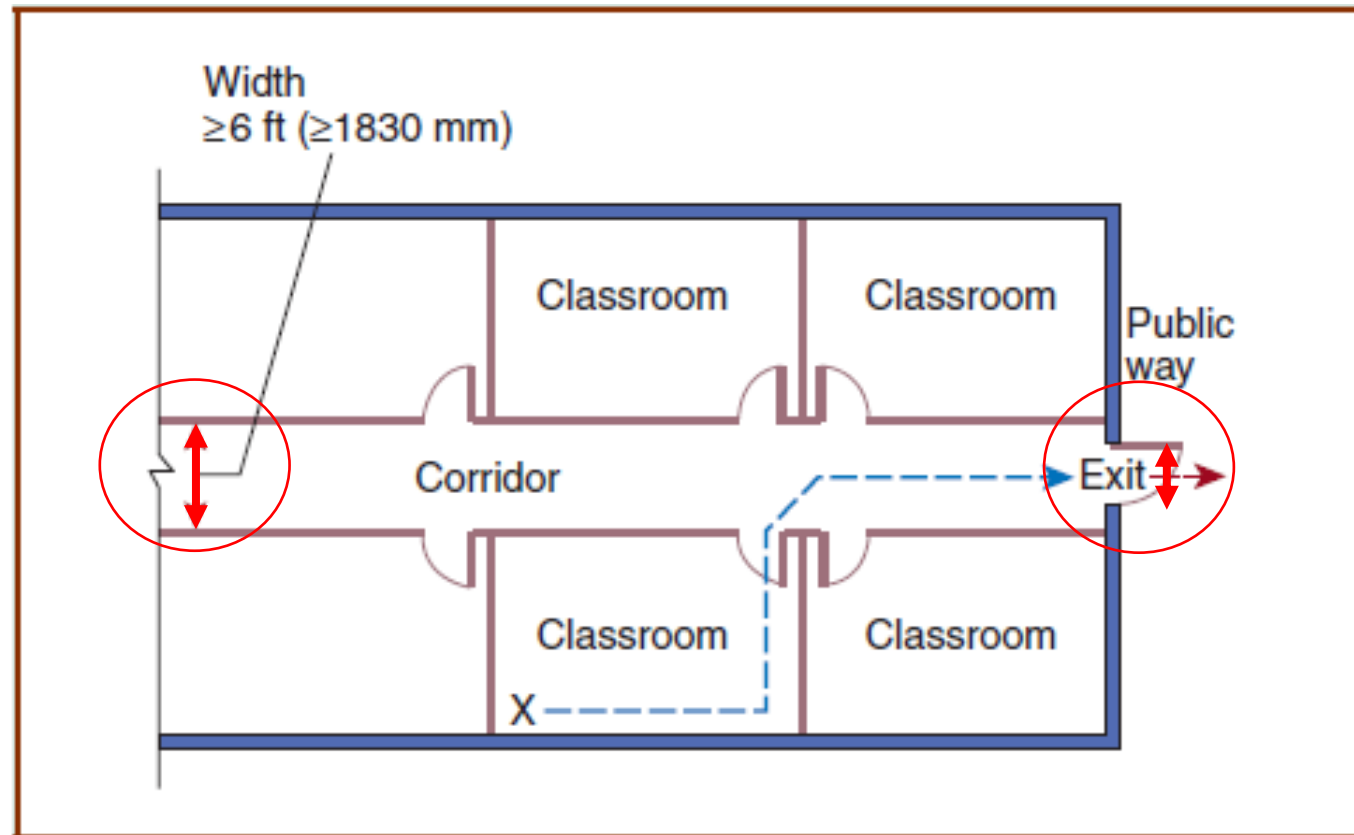 Width
≥6 ft (≥1830 mm)
Classroom
Classroom
Public
way
Corridor
Exit
Classroom
Classroom
X